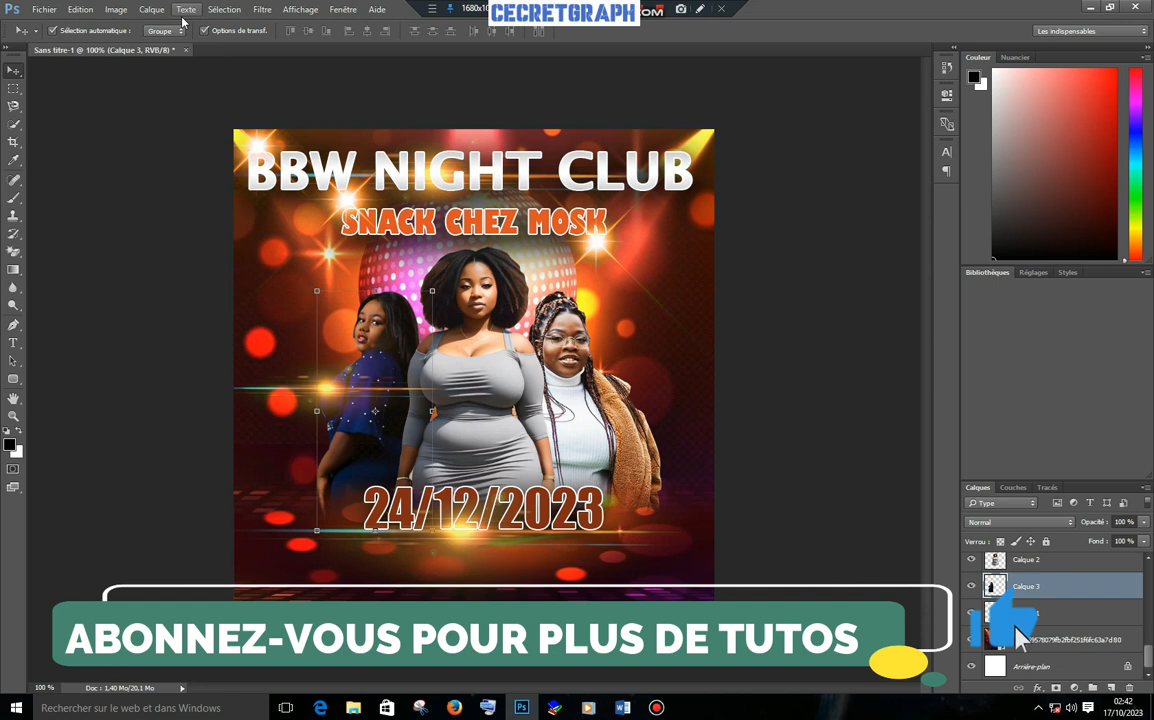 Ps Fichier Edition Image Calque Texte Sélection Filtre Affichage Fenêtre Aide
CECRETGRAPH
Sélection automatique : Groupe Options de transf. Les indispensables
Sans titre-1 @ 100% (Calque 3, RVB/8) *
Couleur Nuancier
BBW NIGHT CLUB
SNACK CHEZ MOSK
24/12/2023
Bibliothèques Réglages Styles
Calques Couches Tracés
Type
Normal Opacité : 100 %
Verrou : Fond : 100 %
Calque 2
Calque 3
Arrière-plan
ABONNEZ-VOUS POUR PLUS DE TUTOS
100 % Doc : 1,40 Mo/20,1 Mo
Rechercher sur le web et dans Windows
02:42
17/10/2023